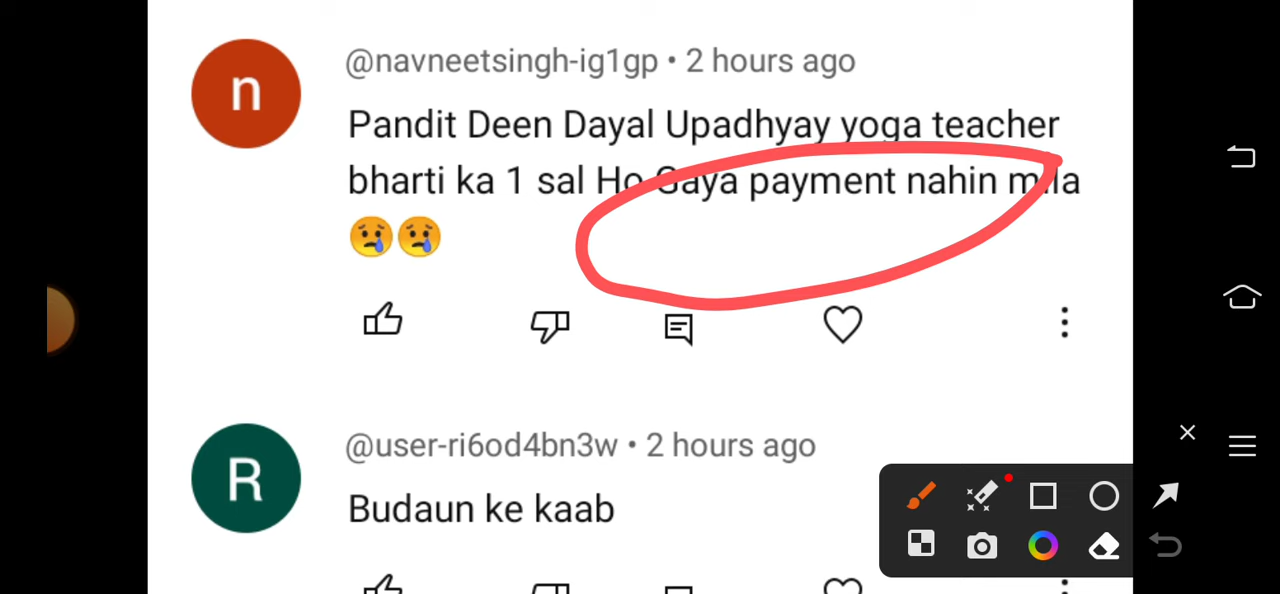 n
@navneetsingh-ig1gp • 2 hours ago
Pandit Deen Dayal Upadhyay yoga teacher
bharti ka 1 sal Ho Gaya payment nahin mila
😢😢
R
@user-ri6od4bn3w • 2 hours ago
Budaun ke kaab